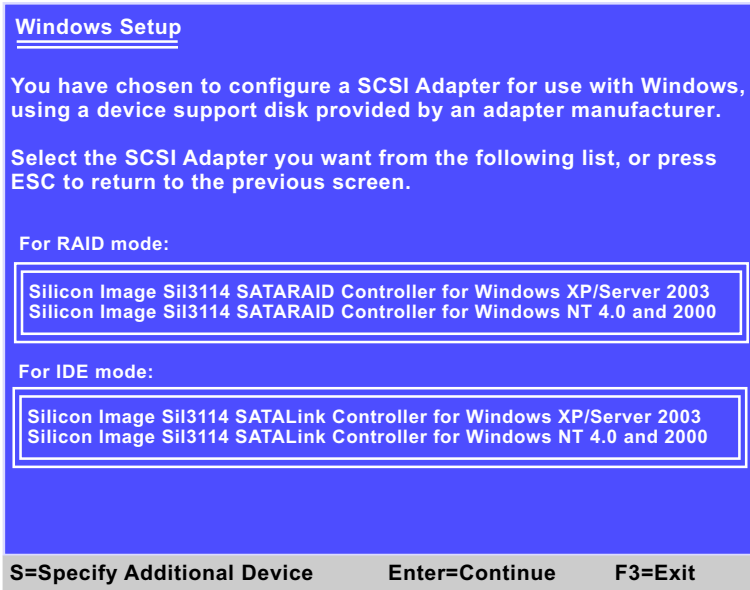 Windows Setup
You have chosen to configure a SCSI Adapter for use with Windows,
using a device support disk provided by an adapter manufacturer.
Select the SCSI Adapter you want from the following list, or press
ESC to return to the previous screen.
For RAID mode:
Silicon Image Sil3114 SATARAID Controller for Windows XP/Server 2003
Silicon Image Sil3114 SATARAID Controller for Windows NT 4.0 and 2000
For IDE mode:
Silicon Image Sil3114 SATALink Controller for Windows XP/Server 2003
Silicon Image Sil3114 SATALink Controller for Windows NT 4.0 and 2000
S=Specify Additional Device Enter=Continue F3=Exit